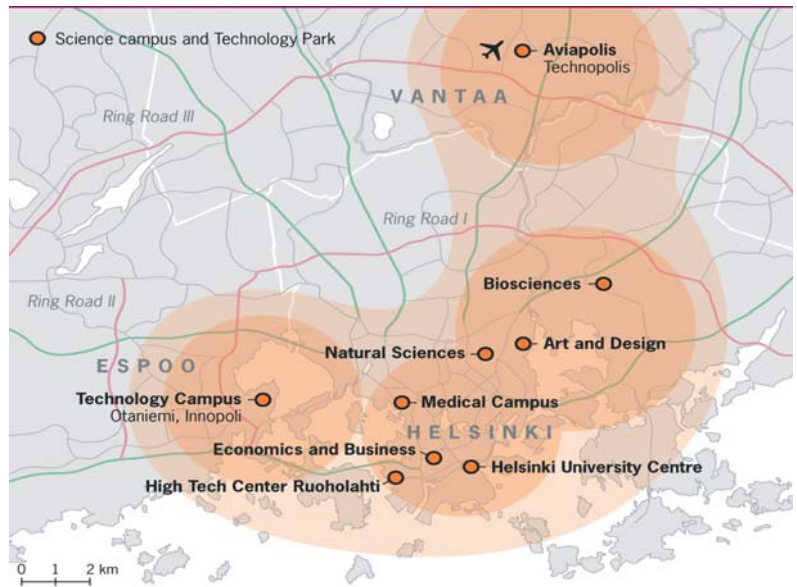 Science campus and Technology Park
Aviapolis
Technopolis
VANTAA
Ring Road III
Ring Road I
Biosciences
Ring Road II
Natural Sciences
Art and Design
ESPOO
Technology Campus
Otaniemi, Innopoli
Medical Campus
HELSINKI
Economics and Business
Helsinki University Centre
High Tech Center Ruoholahti
0 1 2 km